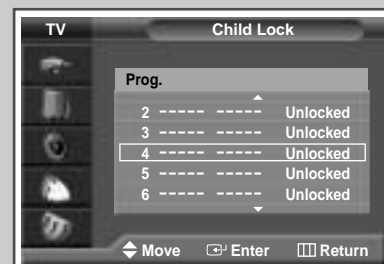 TV Child Lock
Prog.
2 ----- ----- Unlocked
3 ----- ----- Unlocked
4 ----- ----- Unlocked
5 ----- ----- Unlocked
6 ----- ----- Unlocked
Move Enter Return